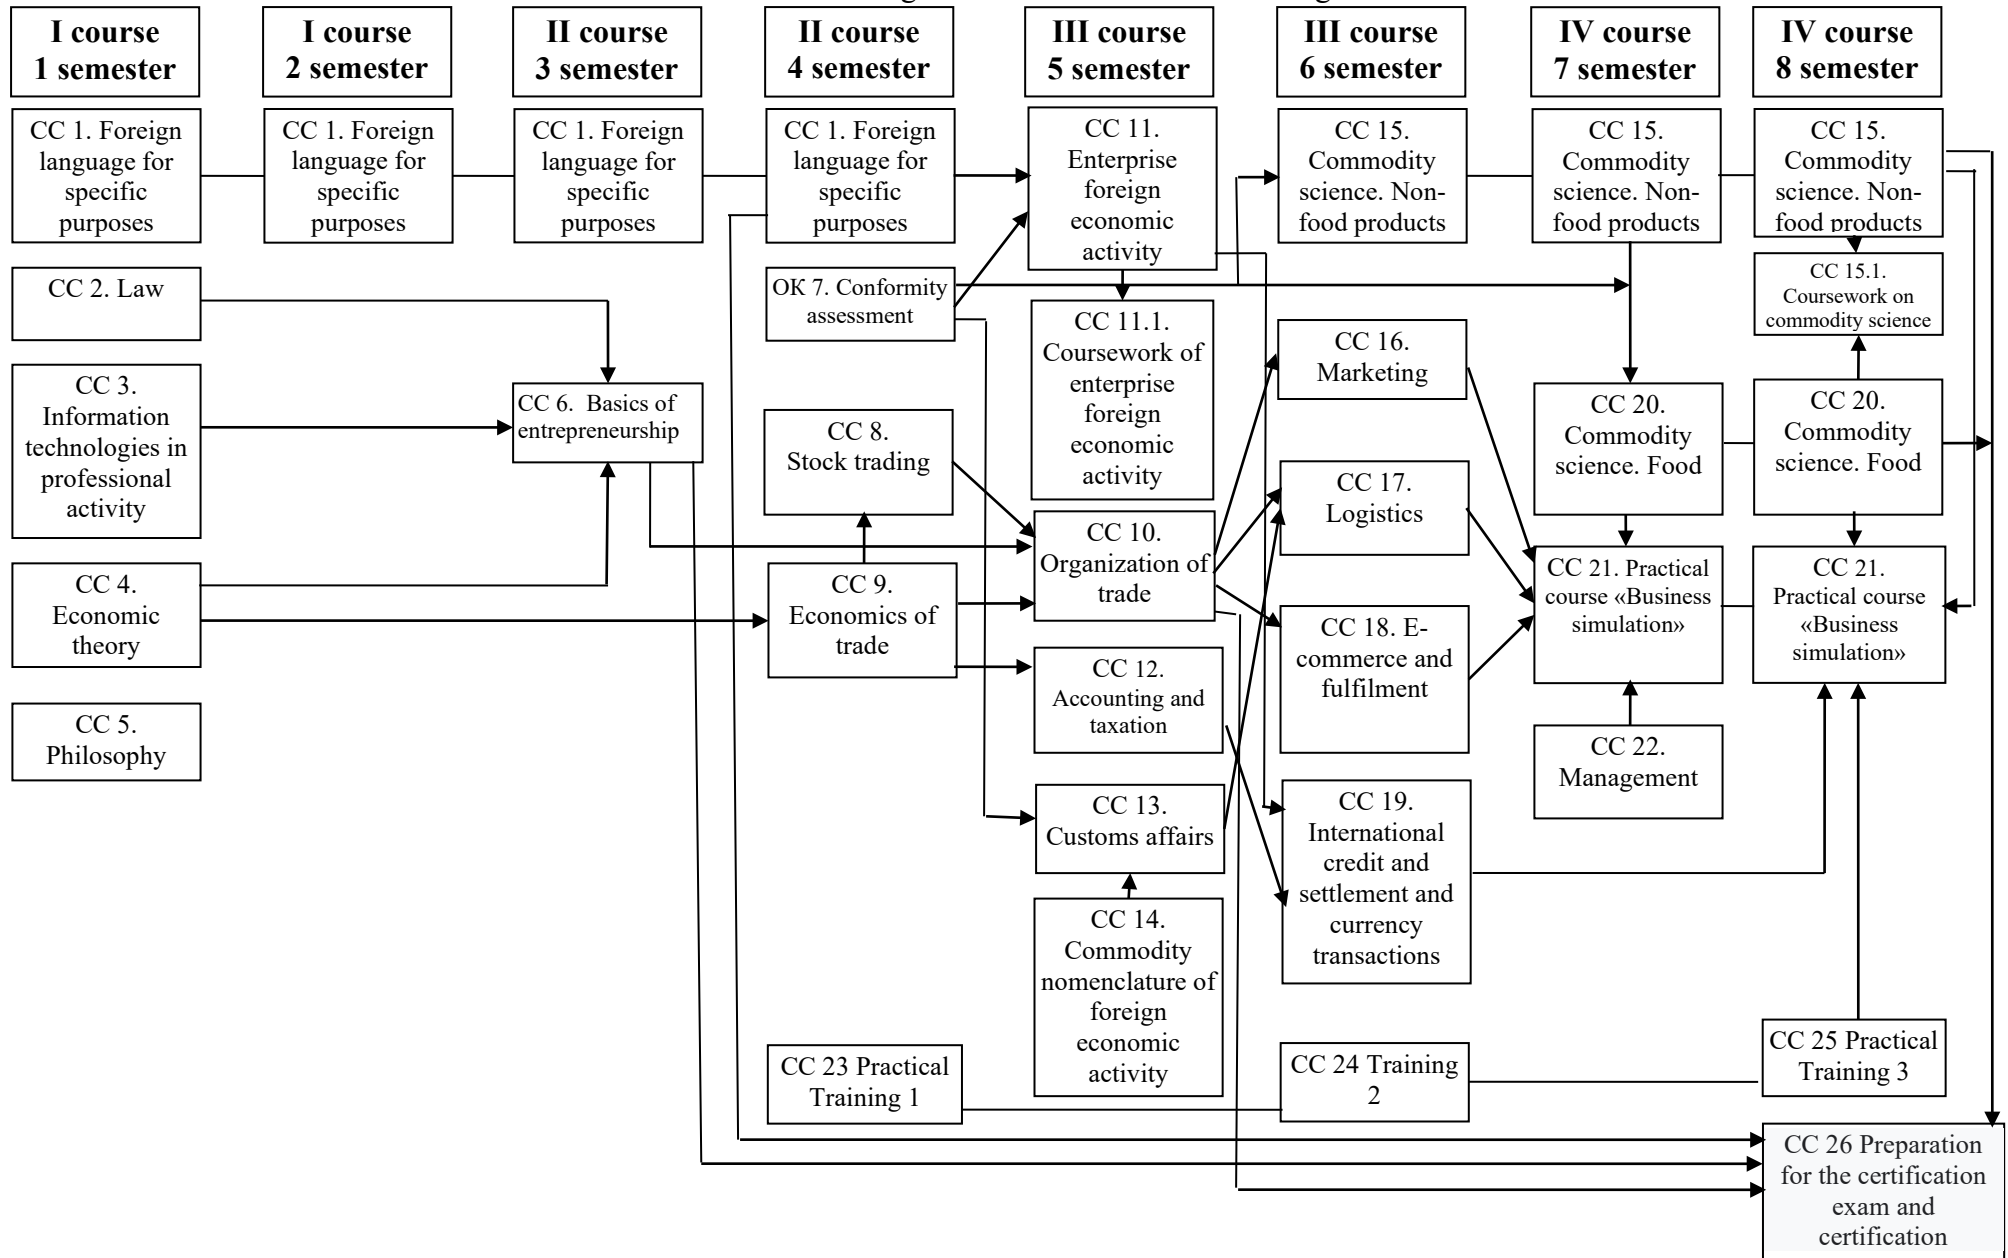 I course
1 semester
I course
2 semester
II course
3 semester
II course
4 semester
III course
5 semester
III course
6 semester
IV course
7 semester
IV course
8 semester
CC 1. Foreign
language for
specific
purposes
CC 1. Foreign
language for
specific
purposes
CC 1. Foreign
language for
specific
purposes
CC 1. Foreign
language for
specific
purposes
CC 11.
Enterprise
foreign
economic
activity
CC 15.
Commodity
science. Non-
food products
CC 15.
Commodity
science. Non-
food products
CC 15.
Commodity
science. Non-
food products
CC 2. Law
ОК 7. Conformity
assessment
CC 15.1.
Coursework on
commodity science
CC 11.1.
Coursework of
enterprise
foreign
economic
activity
CC 16.
Marketing
CC 3.
Information
technologies in
professional
activity
CC 6. Basics of
entrepreneurship
CC 8.
Stock trading
CC 20.
Commodity
science. Food
CC 20.
Commodity
science. Food
CC 17.
Logistics
CC 10.
Organization of
trade
CC 4.
Economic
theory
CC 9.
Economics of
trade
CC 21. Practical
course «Business
simulation»
CC 21.
Practical course
«Business
simulation»
CC 18. E-
commerce and
fulfilment
CC 12.
Accounting and
taxation
CC 5.
Philosophy
CC 22.
Management
CC 13.
Customs affairs
CC 19.
International
credit and
settlement and
currency
transactions
CC 14.
Commodity
nomenclature of
foreign
economic
activity
CC 23 Practical
Training 1
CC 24 Training
2
CC 25 Practical
Training 3
CC 26 Preparation
for the certification
exam and
certification